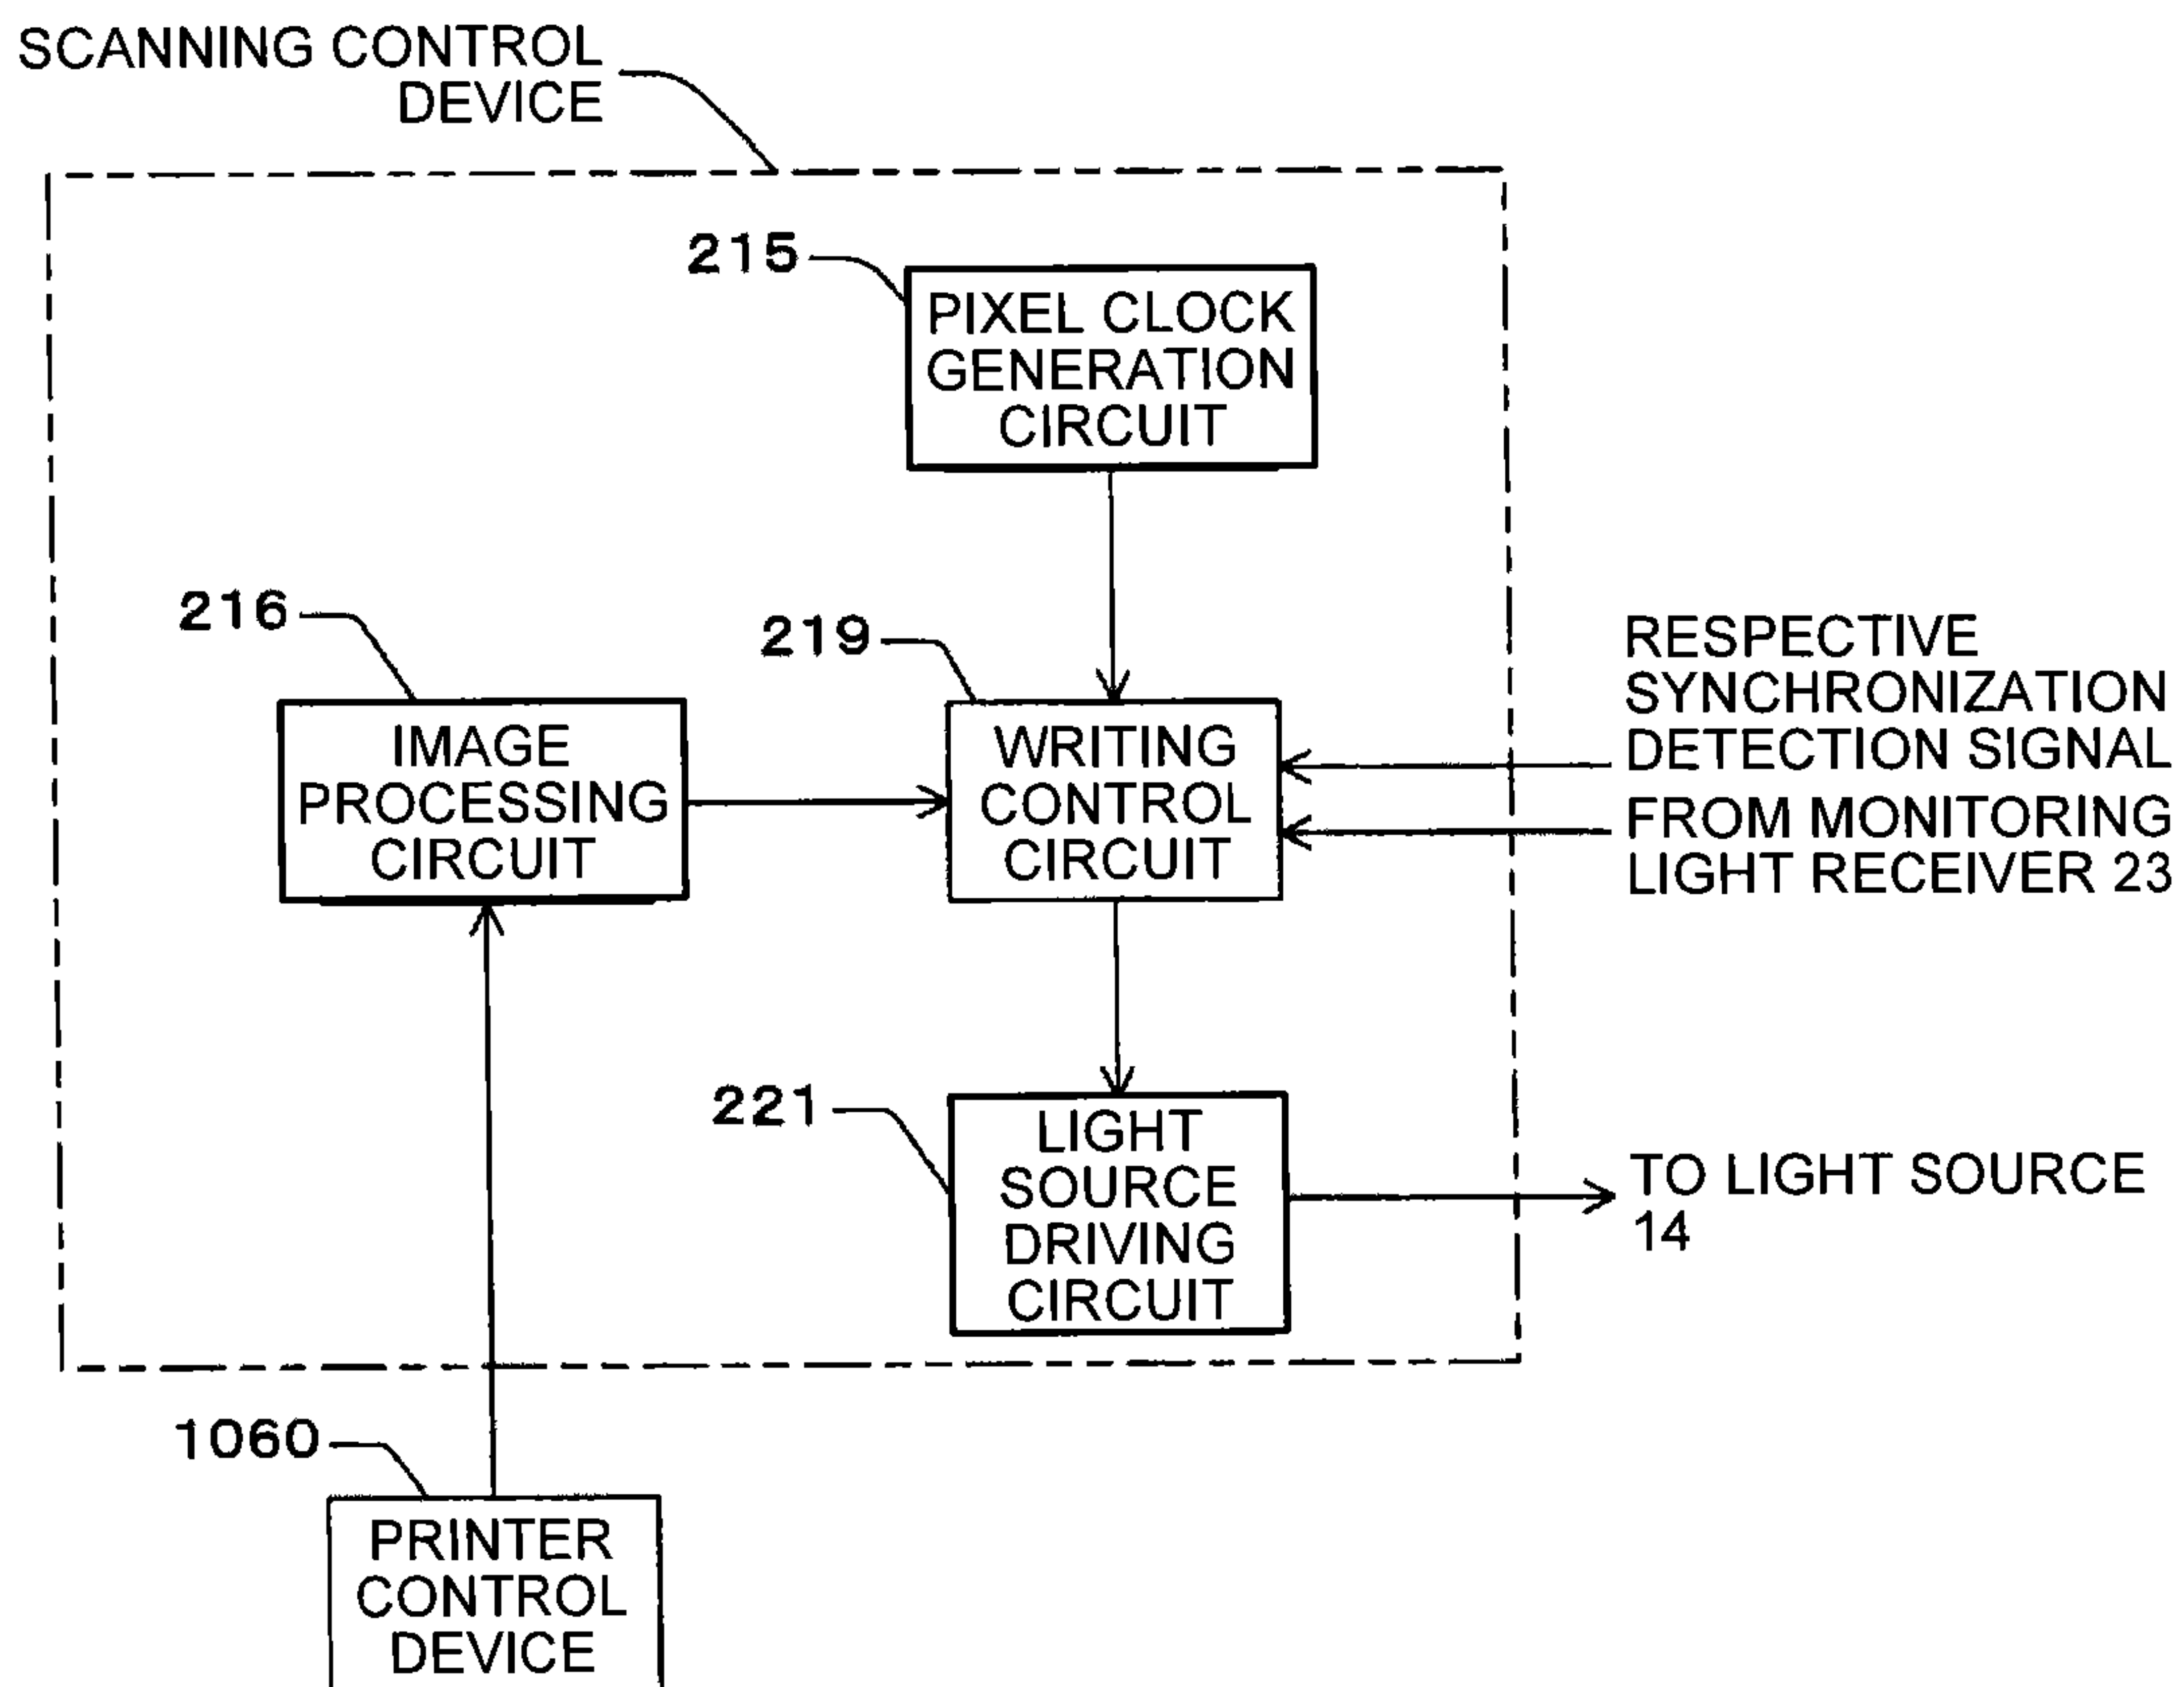 SCANNING CONTROL
DEVICE
215
PIXEL CLOCK
GENERATION
CIRCUIT
216
IMAGE
PROCESSING
CIRCUIT
219
WRITING
CONTROL
CIRCUIT
RESPECTIVE
SYNCHRONIZATION
DETECTION SIGNAL
FROM MONITORING
LIGHT RECEIVER 23
221
LIGHT
SOURCE
DRIVING
CIRCUIT
TO LIGHT SOURCE
14
1060
PRINTER
CONTROL
DEVICE